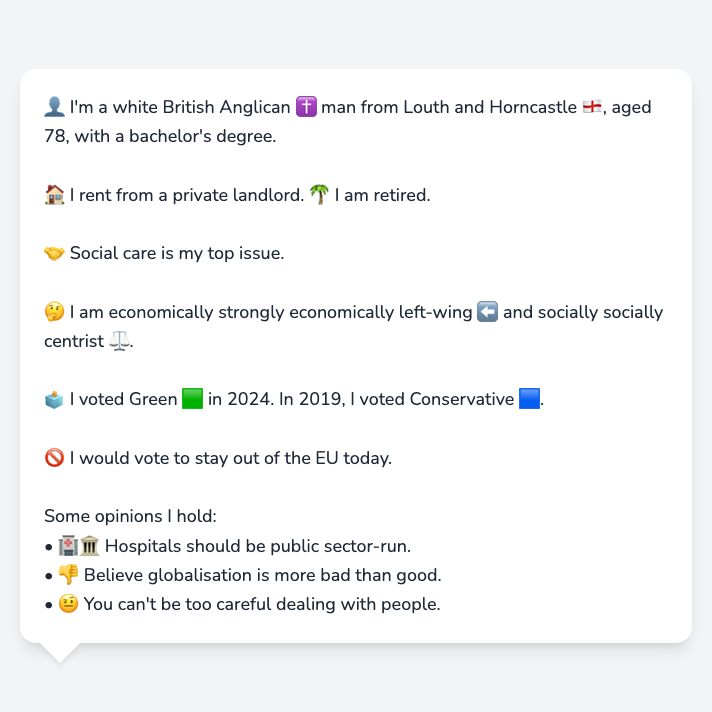 👤 I'm a white British Anglican ✝️ man from Louth and Horncastle 🏴󠁧󠁢󠁥󠁮󠁧󠁿, aged
78, with a bachelor's degree.
🏠 I rent from a private landlord. 🌴 I am retired.
🤝 Social care is my top issue.
🤔 I am economically strongly economically left-wing ⬅️ and socially socially
centrist ⚖️.
🗳️ I voted Green 🟩 in 2024. In 2019, I voted Conservative 🟦.
🚫 I would vote to stay out of the EU today.
Some opinions I hold:
• 🏥🏛️ Hospitals should be public sector-run.
• 👎 Believe globalisation is more bad than good.
• 🤨 You can't be too careful dealing with people.